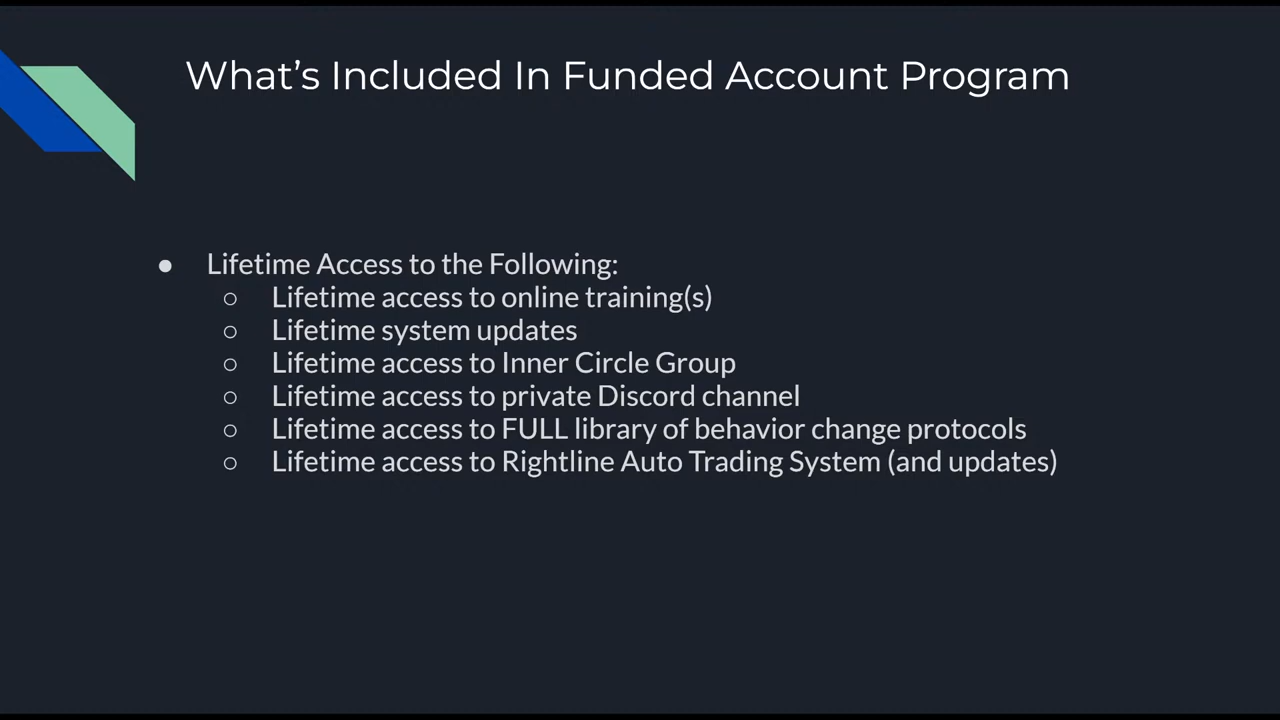 What’s Included In Funded Account Program
● Lifetime Access to the Following:
○ Lifetime access to online training(s)
○ Lifetime system updates
○ Lifetime access to Inner Circle Group
○ Lifetime access to private Discord channel
○ Lifetime access to FULL library of behavior change protocols
○ Lifetime access to Rightline Auto Trading System (and updates)